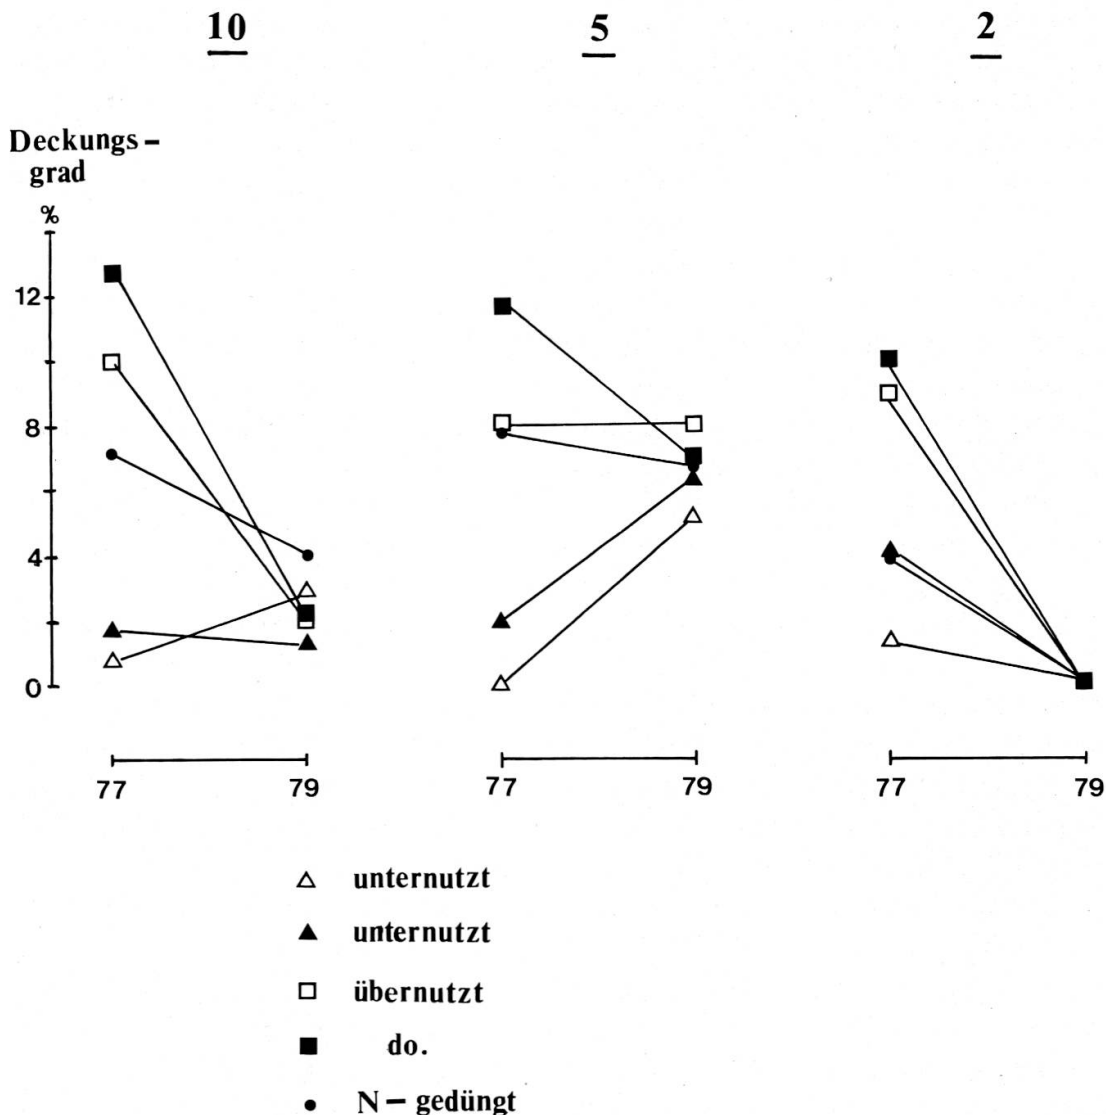 10 5 2
Deckungs-
grad
%
12
8
4
0
77 79 77 79 77 79
unternutzt
unternutzt
übernutzt
do.
N - gedüngt